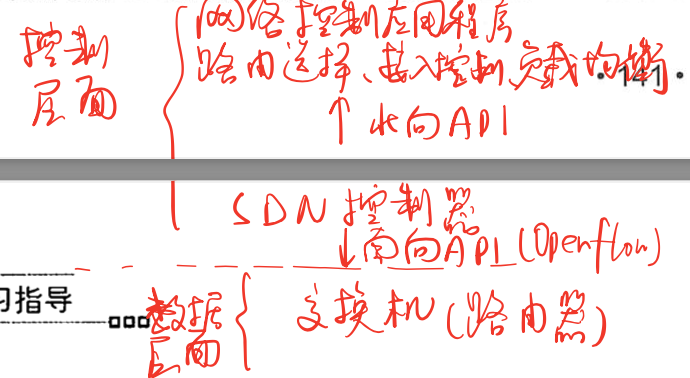 控制
层面
网络控制应用程序
路由选择、接入控制、负载均衡
·141·
↑ 北向API
SDN 控制器
↓南向API(Openflow)
习指导
数据
层面
交换机(路由器)